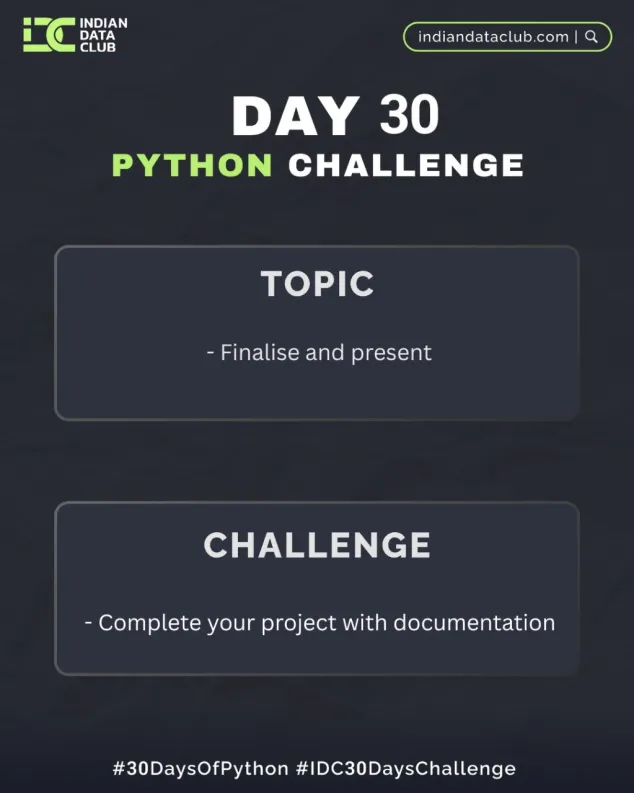 INDIAN
DATA
CLUB
indiandataclub.com |
DAY 30
PYTHON CHALLENGE
TOPIC
- Finalise and present
CHALLENGE
- Complete your project with documentation
#30DaysOfPython #IDC30DaysChallenge